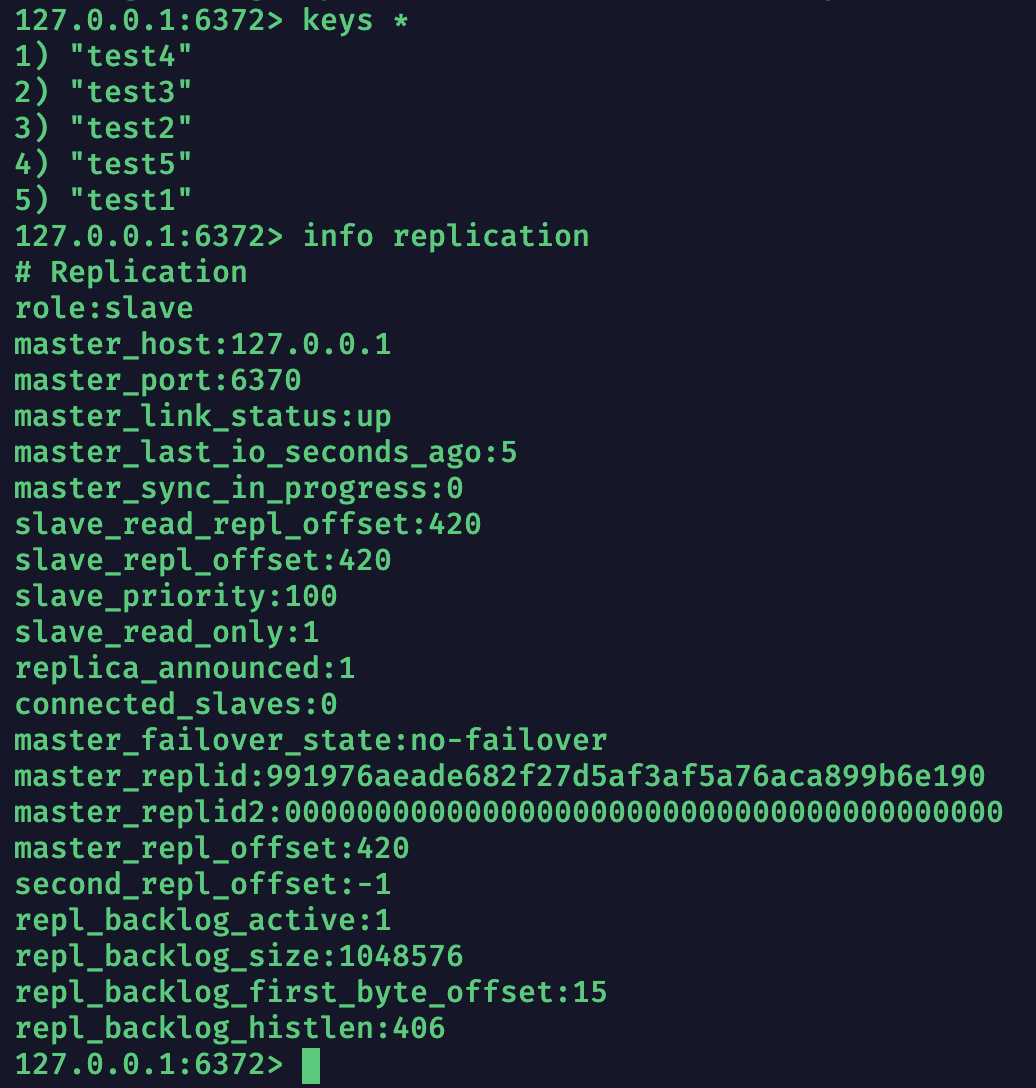 127.0.0.1:6372> keys *
1) "test4"
2) "test3"
3) "test2"
4) "test5"
5) "test1"
127.0.0.1:6372> info replication
# Replication
role:slave
master_host:127.0.0.1
master_port:6370
master_link_status:up
master_last_io_seconds_ago:5
master_sync_in_progress:0
slave_read_repl_offset:420
slave_repl_offset:420
slave_priority:100
slave_read_only:1
replica_announced:1
connected_slaves:0
master_failover_state:no-failover
master_replid:991976aeade682f27d5af3af5a76aca899b6e190
master_replid2:0000000000000000000000000000000000000000
master_repl_offset:420
second_repl_offset:-1
repl_backlog_active:1
repl_backlog_size:1048576
repl_backlog_first_byte_offset:15
repl_backlog_histlen:406
127.0.0.1:6372>